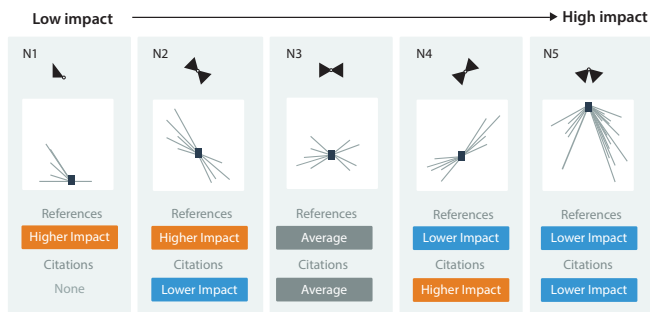 Low impact
High impact
N1
N2
N3
N4
N5
References
References
References
References
References
Higher Impact
Higher Impact
Average
Lower Impact
Lower Impact
Citations
Citations
Citations
Citations
Citations
None
Lower Impact
Average
Higher Impact
Lower Impact